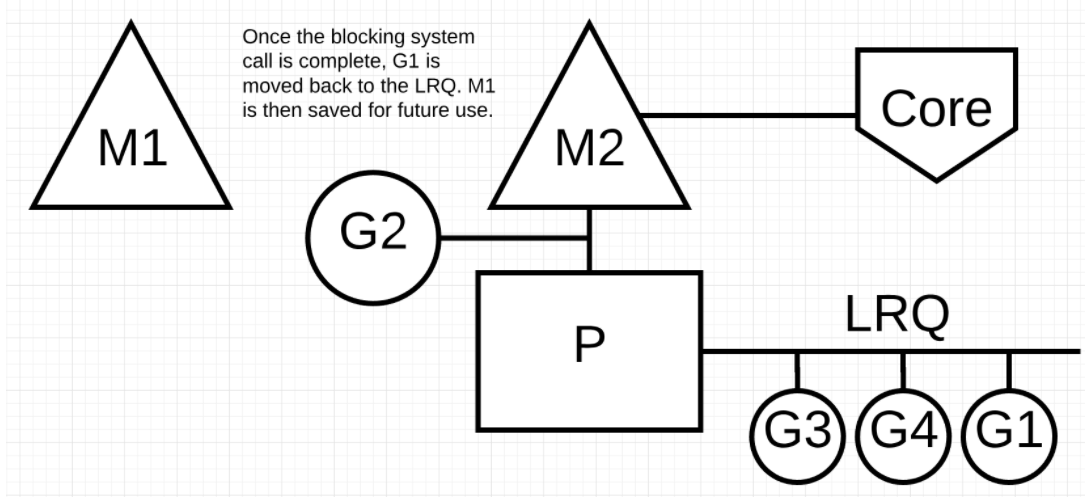 Once the blocking system
call is complete, G1 is
moved back to the LRQ. M1
is then saved for future use.
M1
M2
Core
G2
P
LRQ
G3
G4
G1